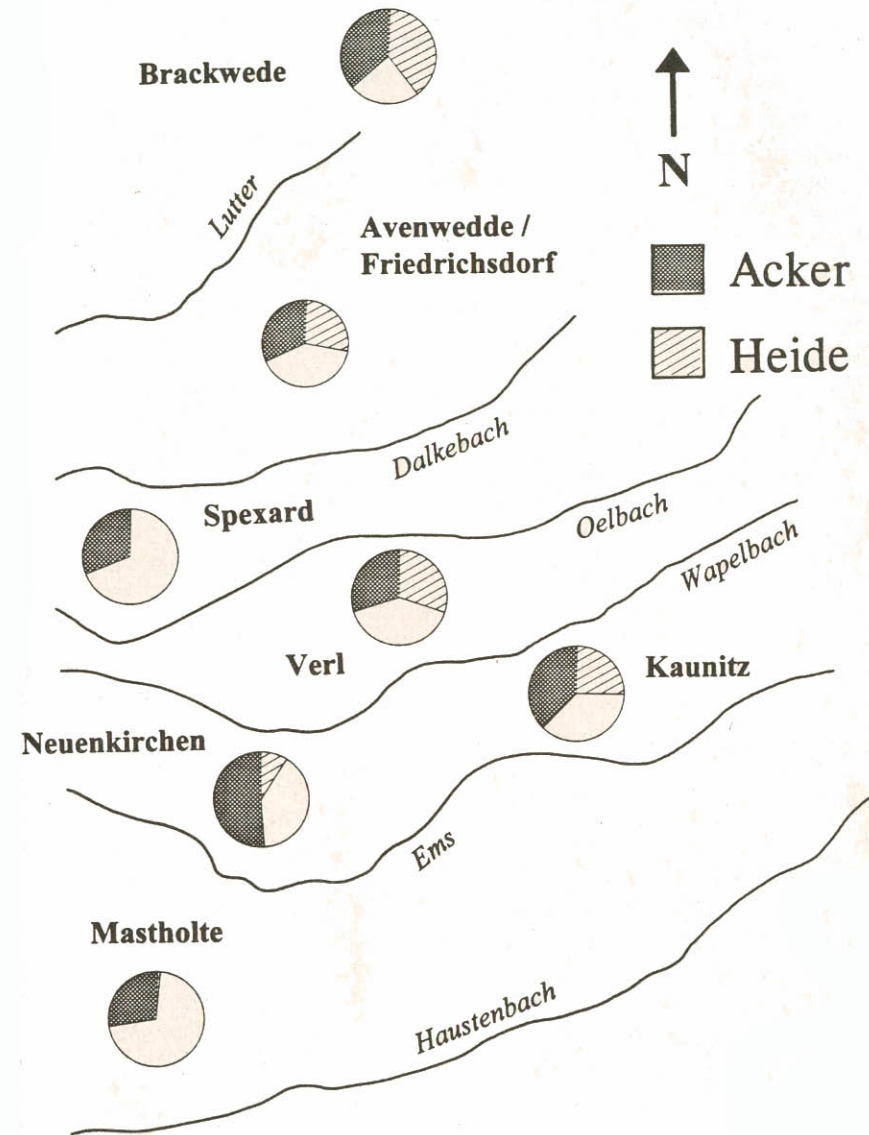 Brackwede
N
Lutter
Avenwedde /
Friedrichsdorf
Acker
Heide
Dalkebach
Spexard
Oelbach
Wapelbach
Verl
Kaunitz
Neuenkirchen
Ems
Mastholte
Haustenbach